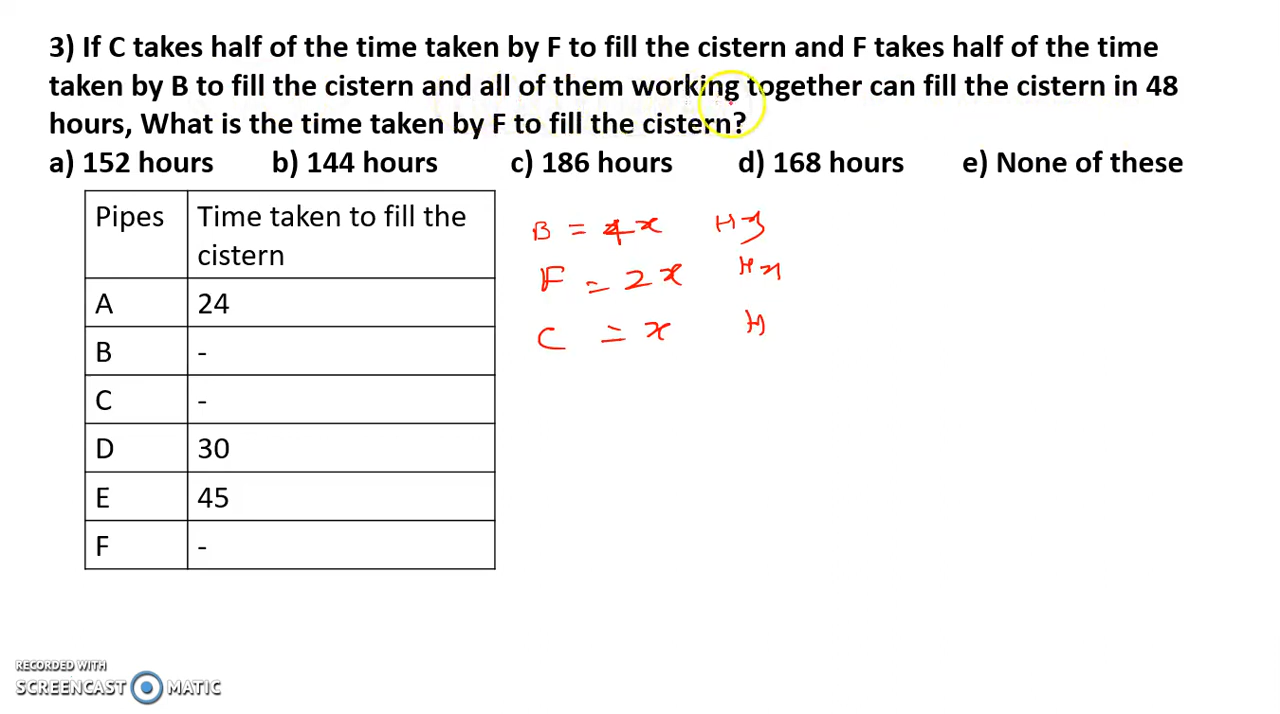 3) If C takes half of the time taken by F to fill the cistern and F takes half of the time
taken by B to fill the cistern and all of them working together can fill the cistern in 48
hours, What is the time taken by F to fill the cistern?
a) 152 hours b) 144 hours c) 186 hours d) 168 hours e) None of these
Pipes Time taken to fill the
cistern
A 24
B -
C -
D 30
E 45
F -
B = 4x
F = 2x
C = x H
RECORDED WITH
SCREENCAST MATIC